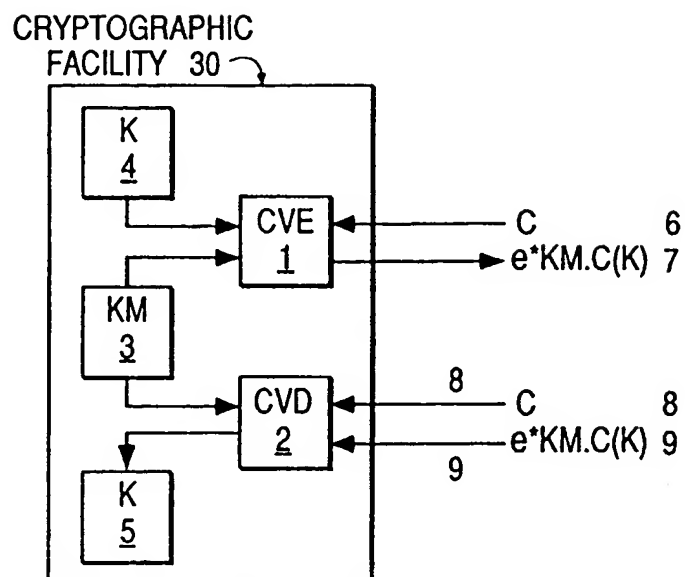 CRYPTOGRAPHIC
FACILITY 30
K
4
CVE
1
C 6
e*KM.C(K) 7
KM
3
CVD
2
8
C 8
e*KM.C(K) 9
9
K
5